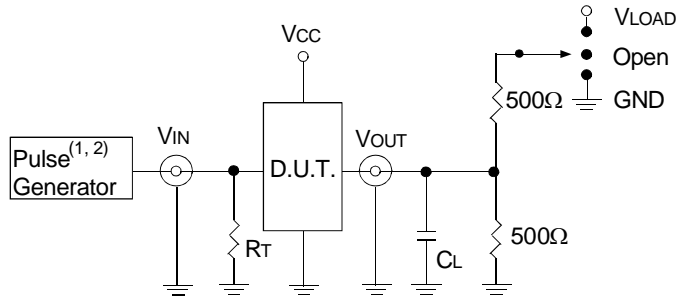 VLOAD
VCC
Open
500Ω
GND
VIN
VOUT
Pulse(1, 2)
Generator
D.U.T.
RT
CL
500Ω